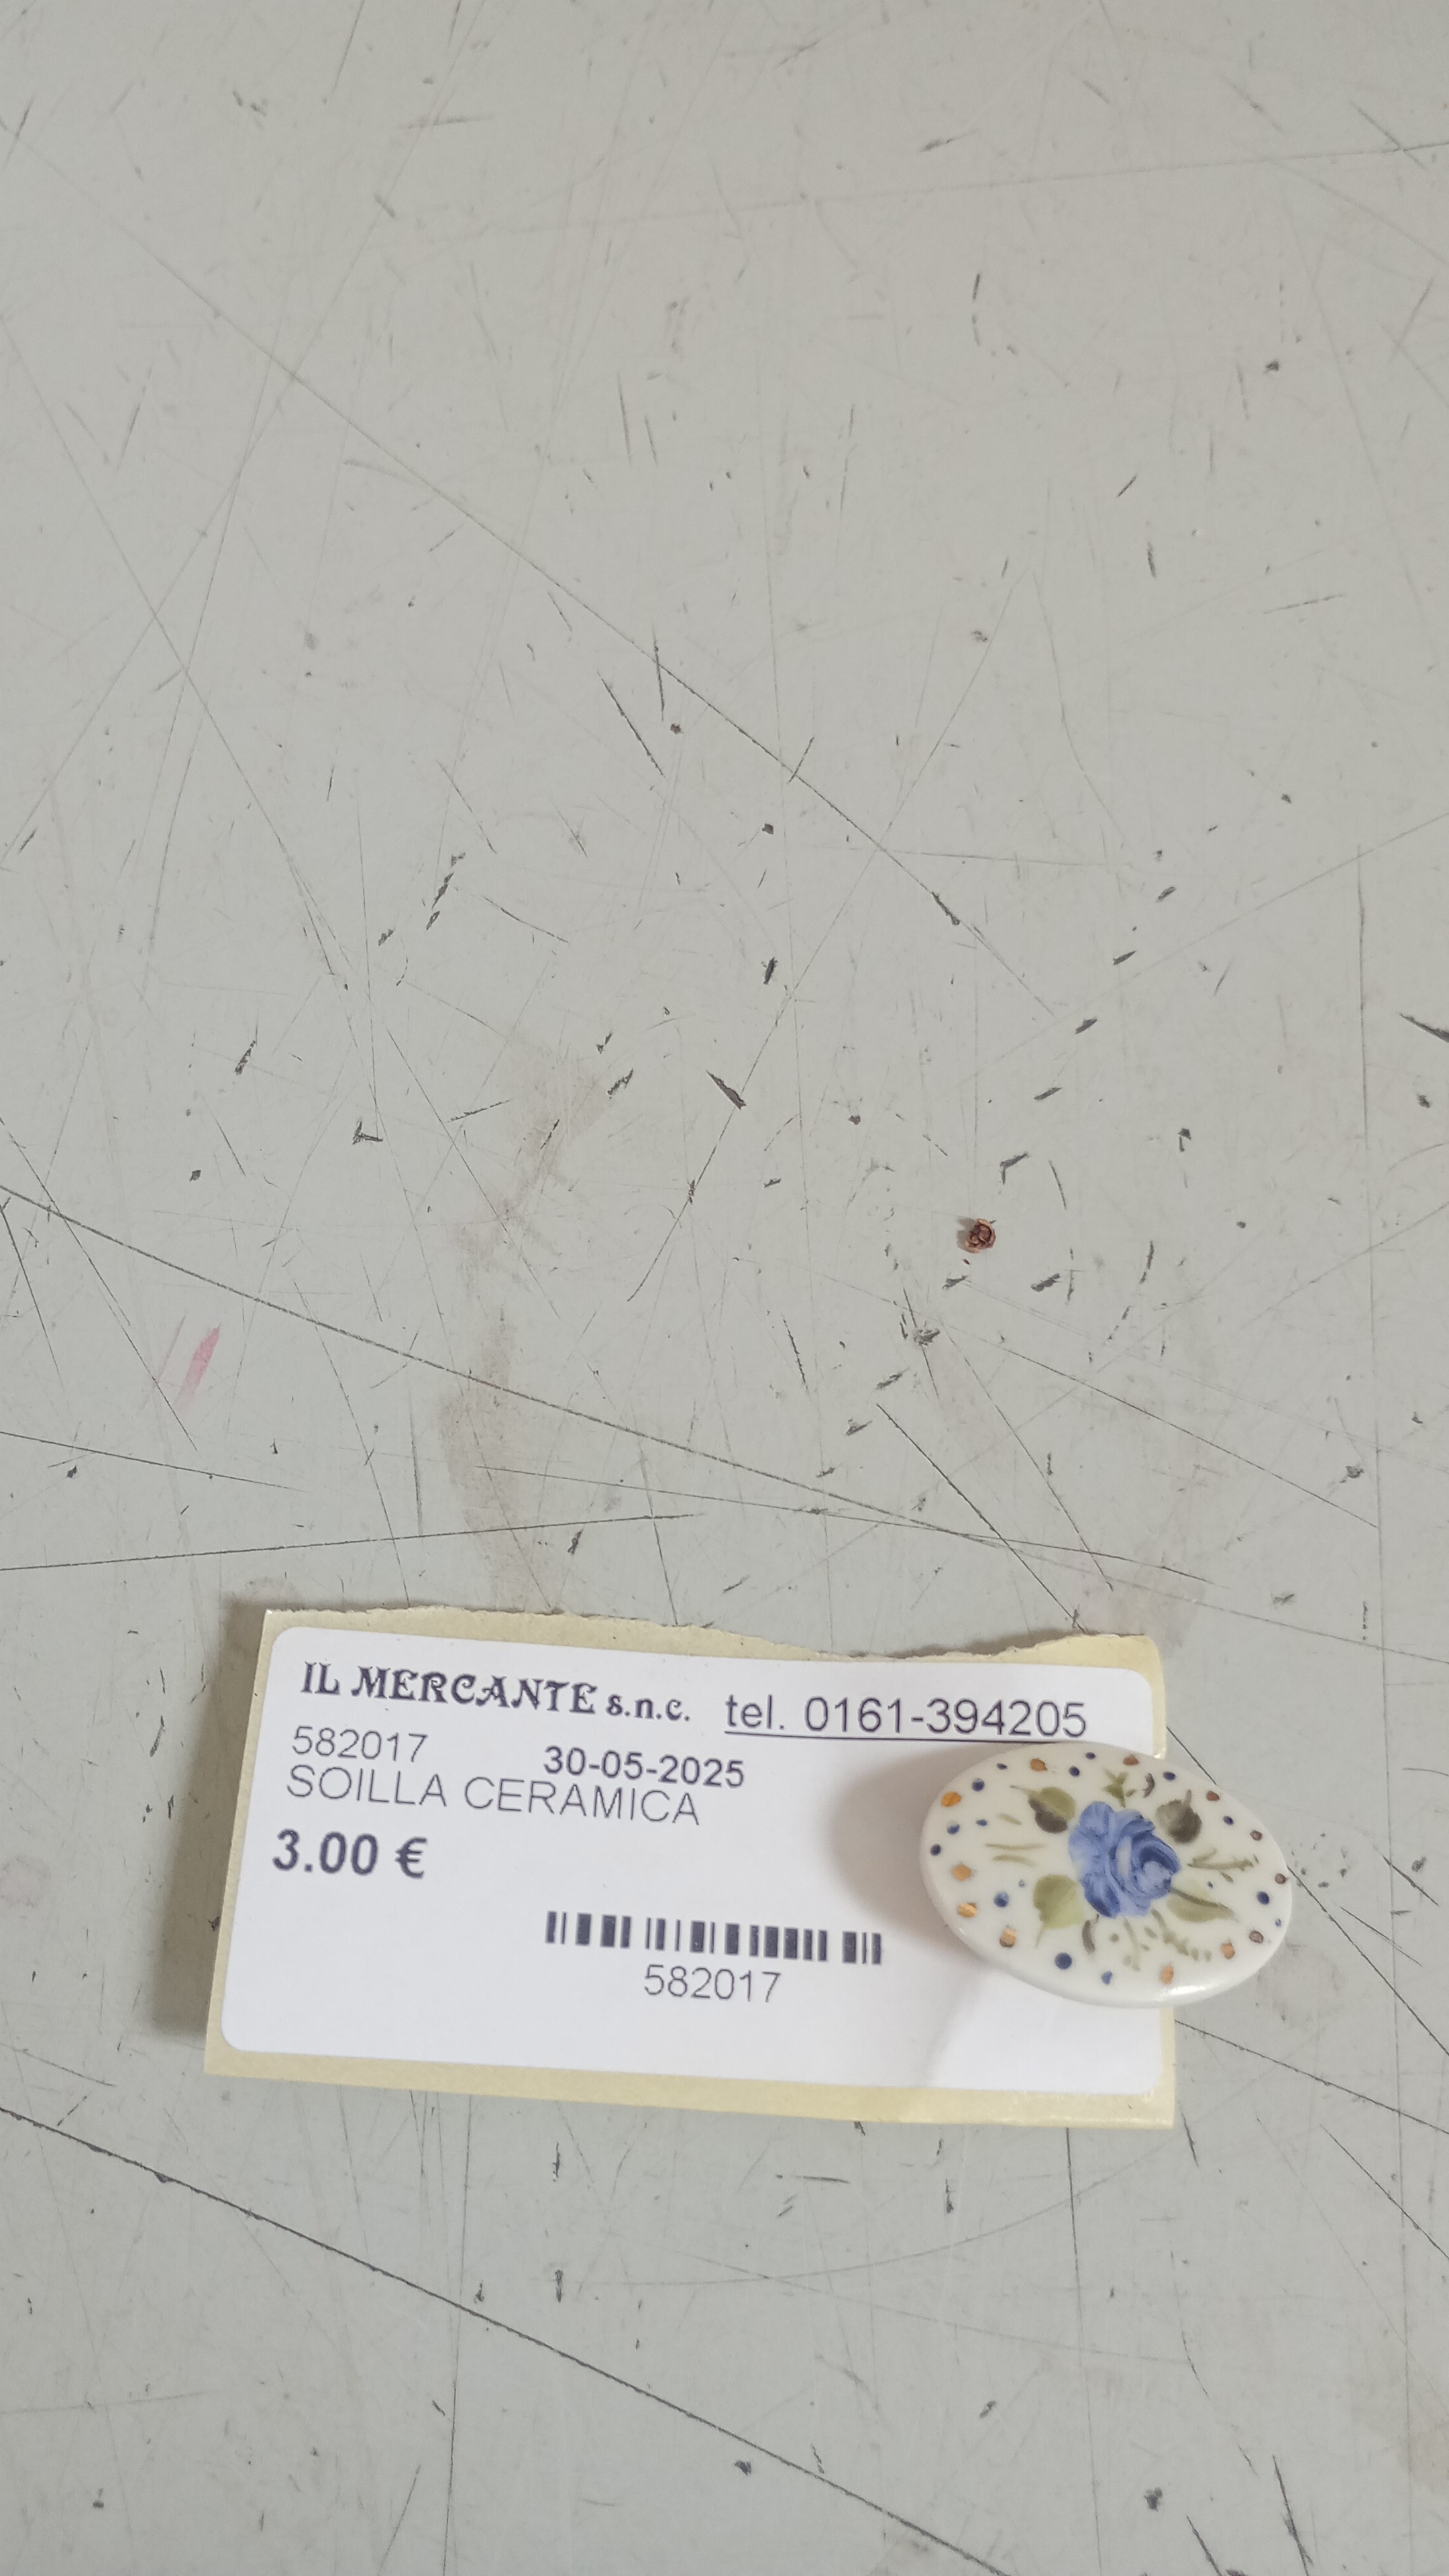 IL MERCANTE s.n.c. tel. 0161-394205
582017 30-05-2025
SOILLA CERAMICA
3.00 €
582017